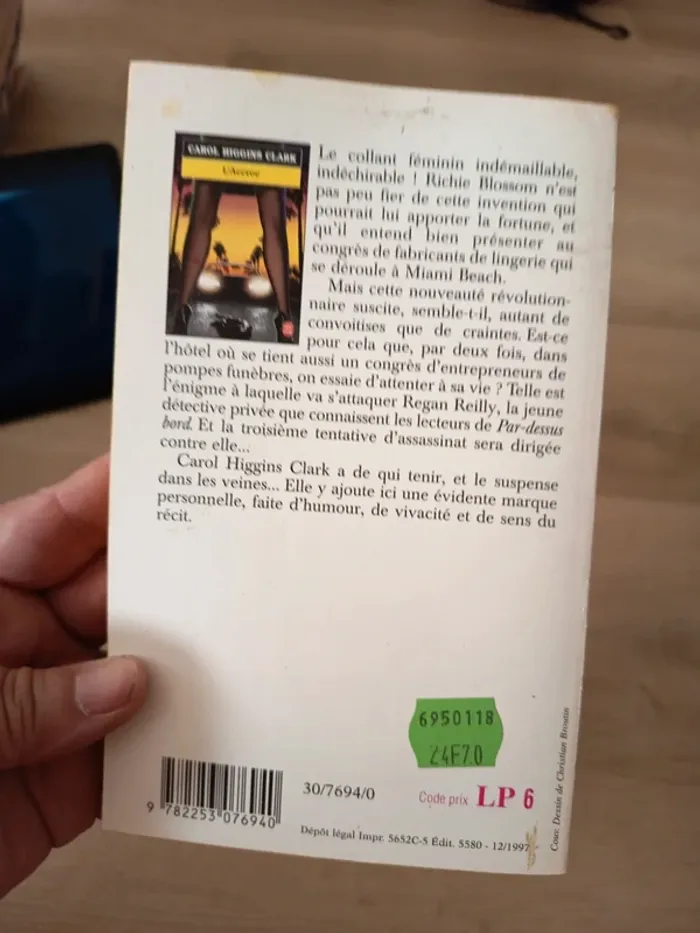 CAROL HIGGINS CLARK
L'Accroc
Le collant féminin indémaillable,
indéchirable ! Richie Blossom n'est
pas peu fier de cette invention qui
pourrait lui apporter la fortune, et
qu'il entend bien présenter au
congrès de fabricants de lingerie qui
se déroule à Miami Beach.
Mais cette nouveauté révolution-
naire suscite, semble-t-il, autant de
convoitises que de craintes. Est-ce
pour cela que, par deux fois, dans
l'hôtel où se tient aussi un congrès d'entrepreneurs de
pompes funèbres, on essaie d'attenter à sa vie ? Telle est
l'énigme à laquelle va s'attaquer Regan Reilly, la jeune
détective privée que connaissent les lecteurs de Par-dessus
bord. Et la troisième tentative d'assassinat sera dirigée
contre elle...
Carol Higgins Clark a de qui tenir, et le suspense
dans les veines... Elle y ajoute ici une évidente marque
personnelle, faite d'humour, de vivacité et de sens du
récit.
6950118
24F70
30/7694/0
Code prix LP 6
9 782253 076940
Dépôt légal Impr. 5652C-5 Édit. 5580 - 12/1997
Couv. Dessin de Christian Broutin